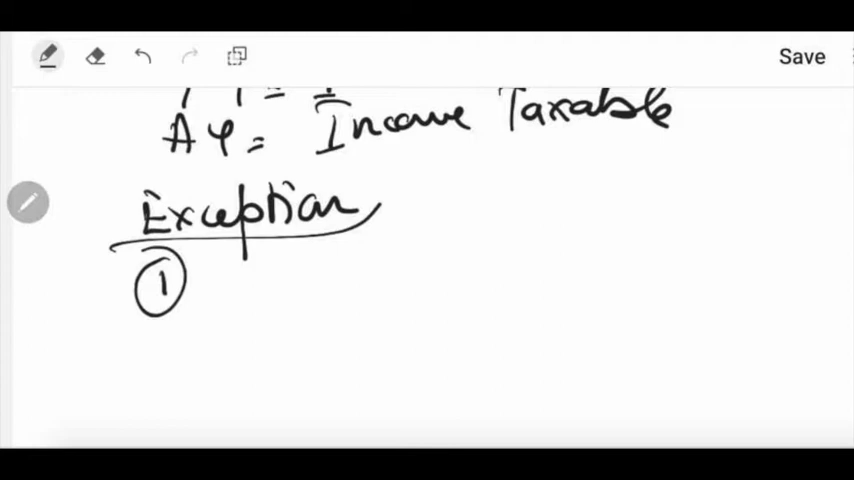 Save
AY = Income Taxable
Exception
①